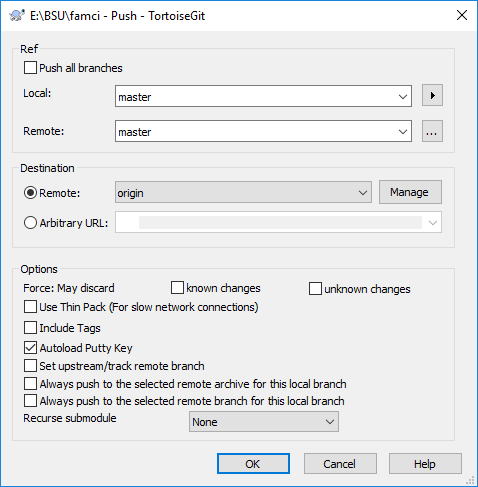 E:\BSU\famci - Push - TortoiseGit
Ref
Push all branches
Local:
master
Remote:
master
...
Destination
Remote:
origin
Manage
Arbitrary URL:
Options
Force: May discard
known changes
unknown changes
Use Thin Pack (For slow network connections)
Include Tags
Autoload Putty Key
Set upstream/track remote branch
Always push to the selected remote archive for this local branch
Always push to the selected remote branch for this local branch
Recurse submodule
None
OK
Cancel
Help